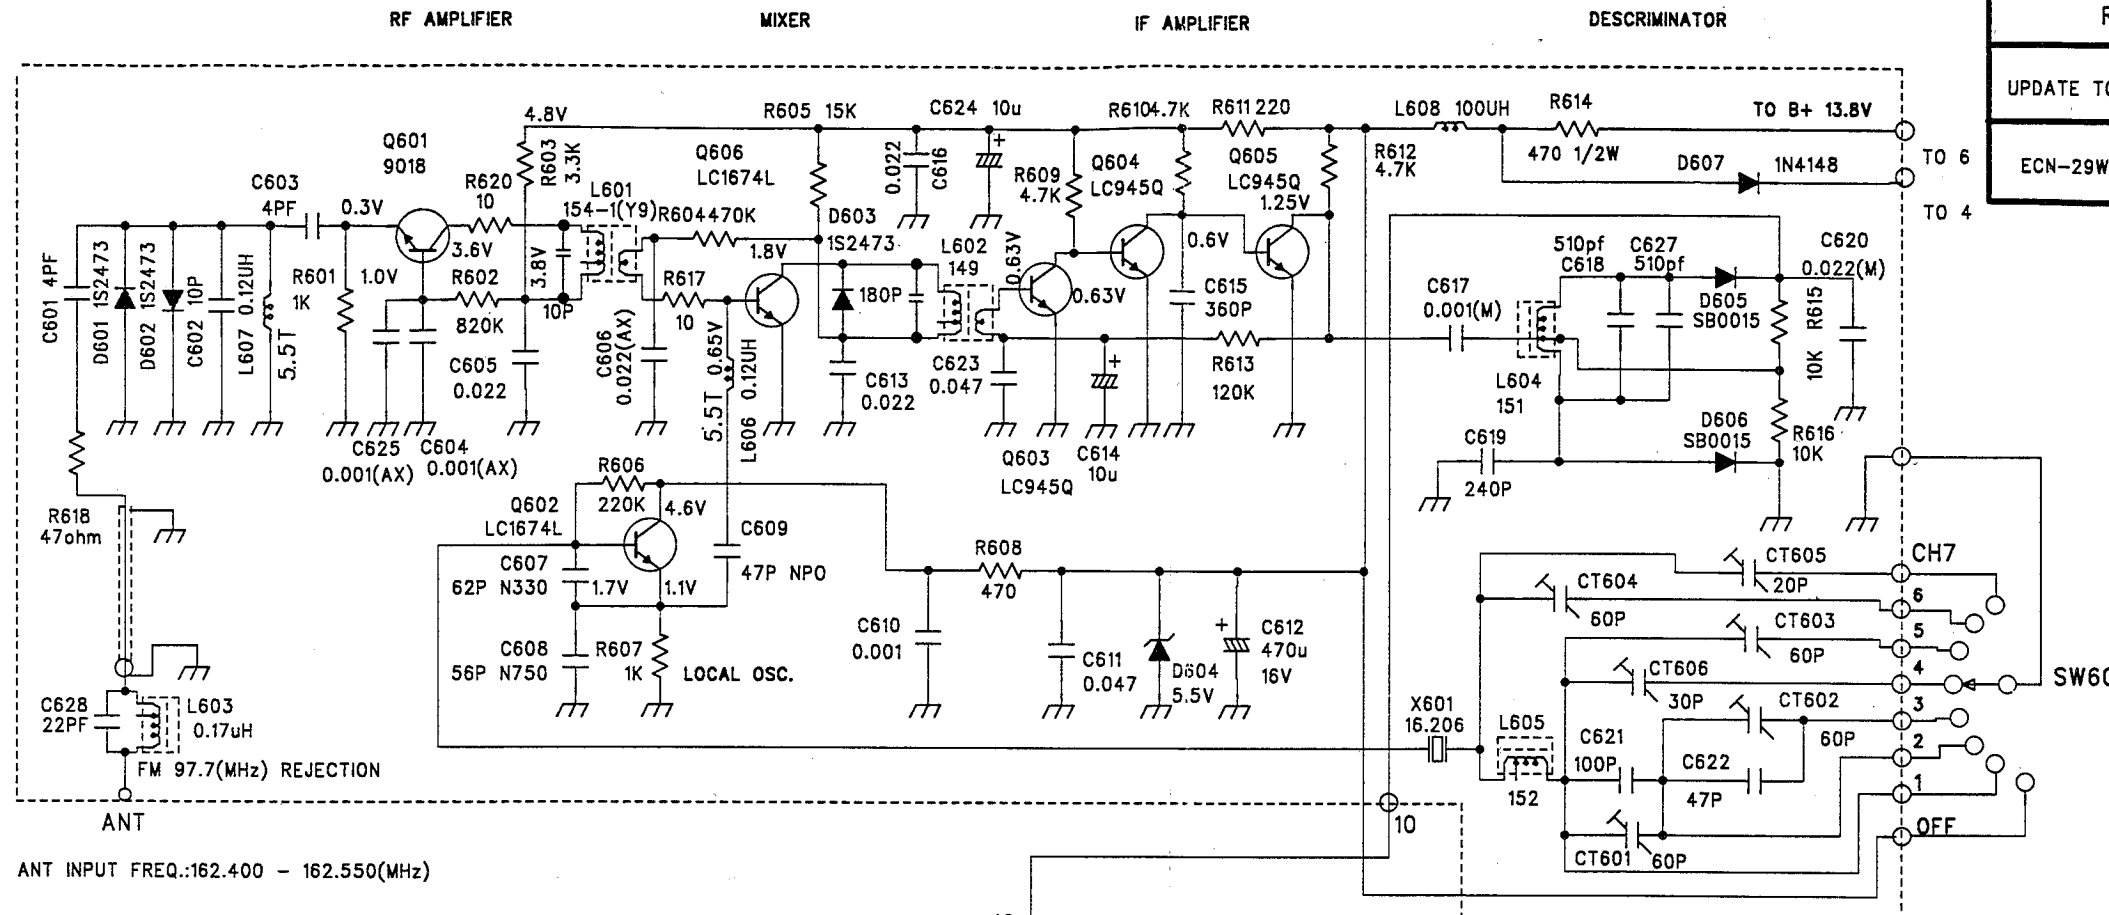 RF AMPLIFIER
MIXER
IF AMPLIFIER
DESCRIMINATOR
UPDATE TO
ECN-29W
4.8V
Q601
9018
R603
3.3K
R620
10
C603
4PF
0.3V
3.6V
3.8V
L601
154-1(Y9)
10P
R605 15K
Q606
LC1674L
R604 470K
1.8V
D603
1S2473
C624 10u
0.022
C616
L602
149
180P
R609
4.7K
0.63V
0.63V
R610 4.7K
Q604
LC945Q
R611 220
Q605
LC945Q
1.25V
0.6V
R612
4.7K
L608 100UH
R614
470 1/2W
TO B+ 13.8V
D607
1N4148
TO 6
TO 4
C601 4PF
D601 1S2473
D602 1S2473
C602 10P
L607 0.12UH
5.5T
R601
1K
1.0V
R602
820K
C605
0.022
C625
0.001(AX)
C604
0.001(AX)
C606
0.022(AX)
R617
10
0.65V
5.5T
L606 0.12UH
C613
0.022
C623
0.047
C614
10u
Q603
LC945Q
C615
360P
R613
120K
C617
0.001(M)
510pf
C618
C627
510pf
L604
151
D605
SB0015
R615
10K
C620
0.022(M)
D606
SB0015
R616
10K
C619
240P
R618
47ohm
R606
220K
Q602
LC1674L
4.6V
C607
62P N330
1.7V
1.1V
C609
47P NPO
C608
56P N750
R607
1K
LOCAL OSC.
R608
470
C610
0.001
C611
0.047
D604
5.5V
C612
470u
16V
C628
22PF
L603
0.17uH
FM 97.7(MHz) REJECTION
ANT
X601
16.206
L605
152
C621
100P
C622
47P
CT605
20P
CT604
60P
CT603
60P
CT606
30P
CT602
60P
CT601
60P
CH7
6
5
4
3
2
1
OFF
10
ANT INPUT FREQ.:162.400 - 162.550(MHz)